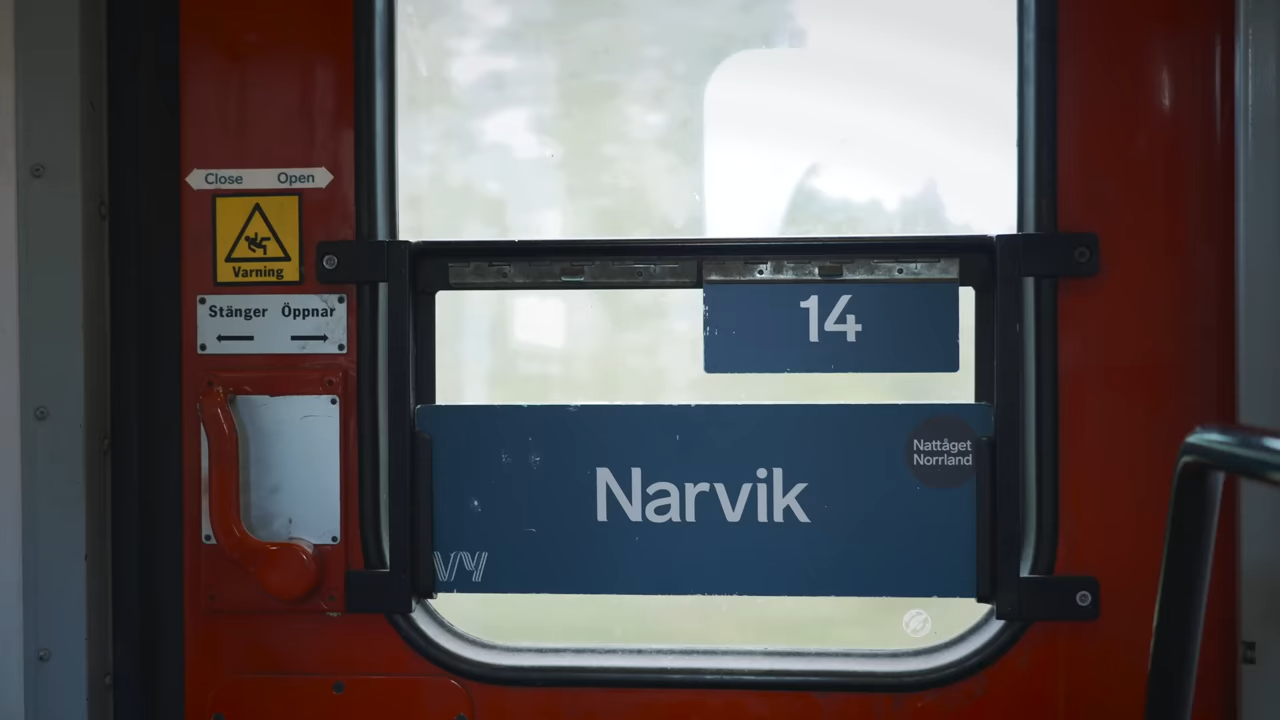 Close Open
Varning
Stänger Öppnar
14
Nattåget
Norrland
Narvik
VY